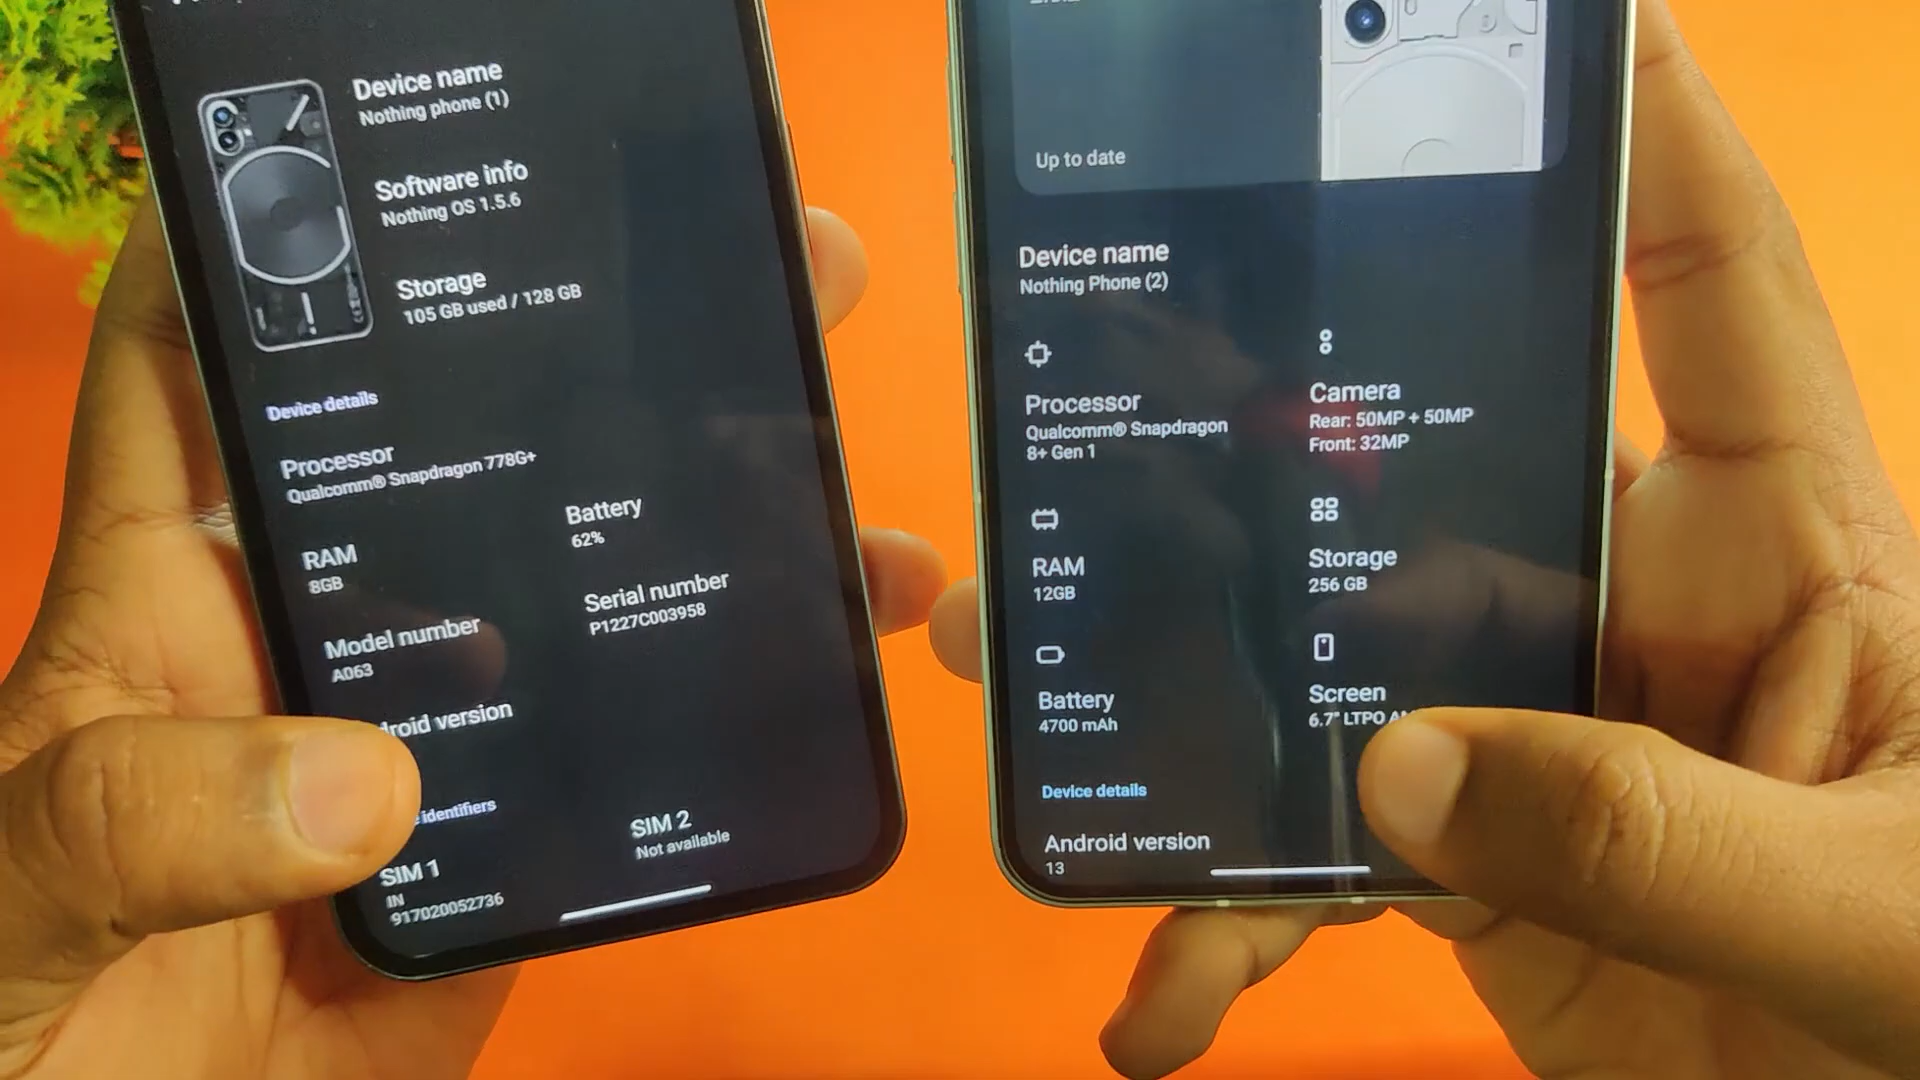 Device name
Nothing phone (1)
Software info
Nothing OS 1.5.6
Storage
105 GB used / 128 GB
Device details
Processor
Qualcomm® Snapdragon 778G+
RAM
8GB
Battery
62%
Model number
A063
Serial number
P1227C003958
roid version
identifiers
SIM 1
IN
917020052736
SIM 2
Not available
Up to date
Device name
Nothing Phone (2)
Processor
Qualcomm® Snapdragon
8+ Gen 1
Camera
Rear: 50MP + 50MP
Front: 32MP
RAM
12GB
Storage
256 GB
Battery
4700 mAh
Screen
6.7" LTPO
Device details
Android version
13